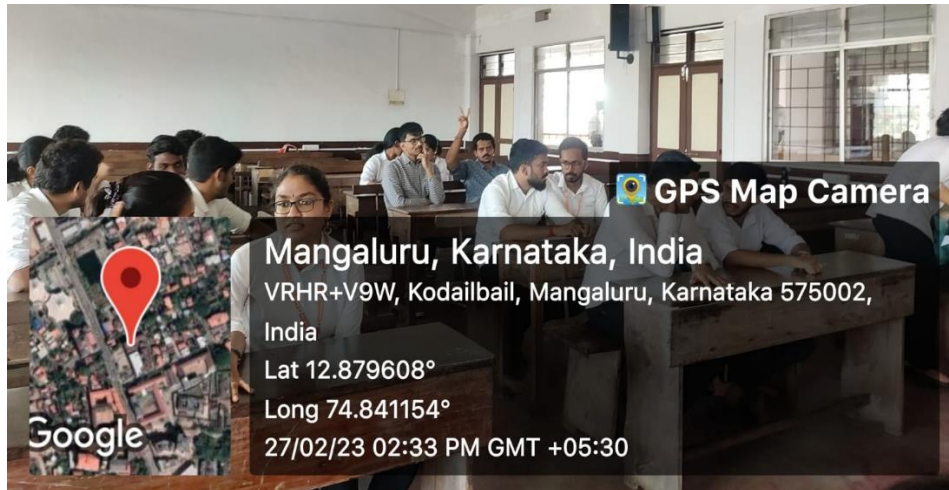 GPS Map Camera
Mangaluru, Karnataka, India
VRHR+V9W, Kodailbail, Mangaluru, Karnataka 575002,
India
Lat 12.879608°
Long 74.841154°
27/02/23 02:33 PM GMT +05:30
Google